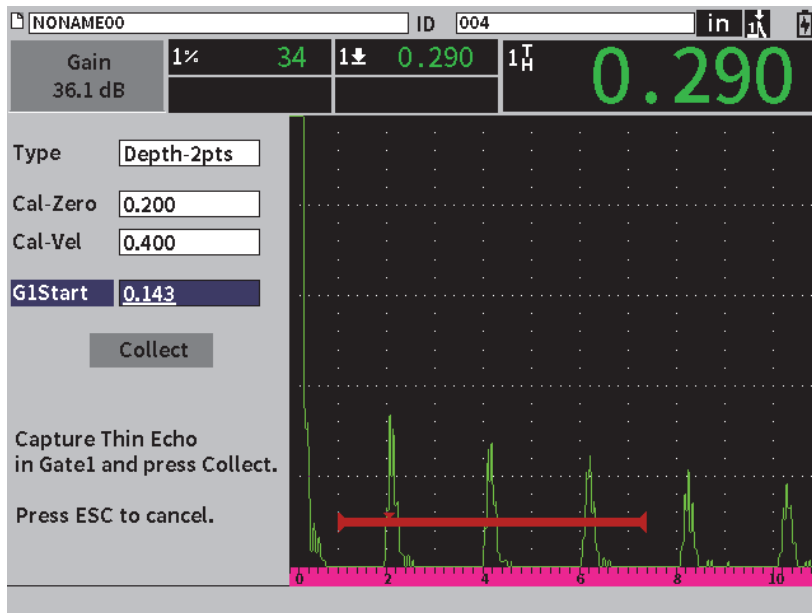 NONAME00 ID 004 in 1
Gain 1% 34 1 0.290 1 T H 0.290
36.1 dB
Type Depth-2pts
Cal-Zero 0.200
Cal-Vel 0.400
G1Start 0.143
Collect
Capture Thin Echo
in Gate1 and press Collect.
Press ESC to cancel.
0 2 4 6 8 10